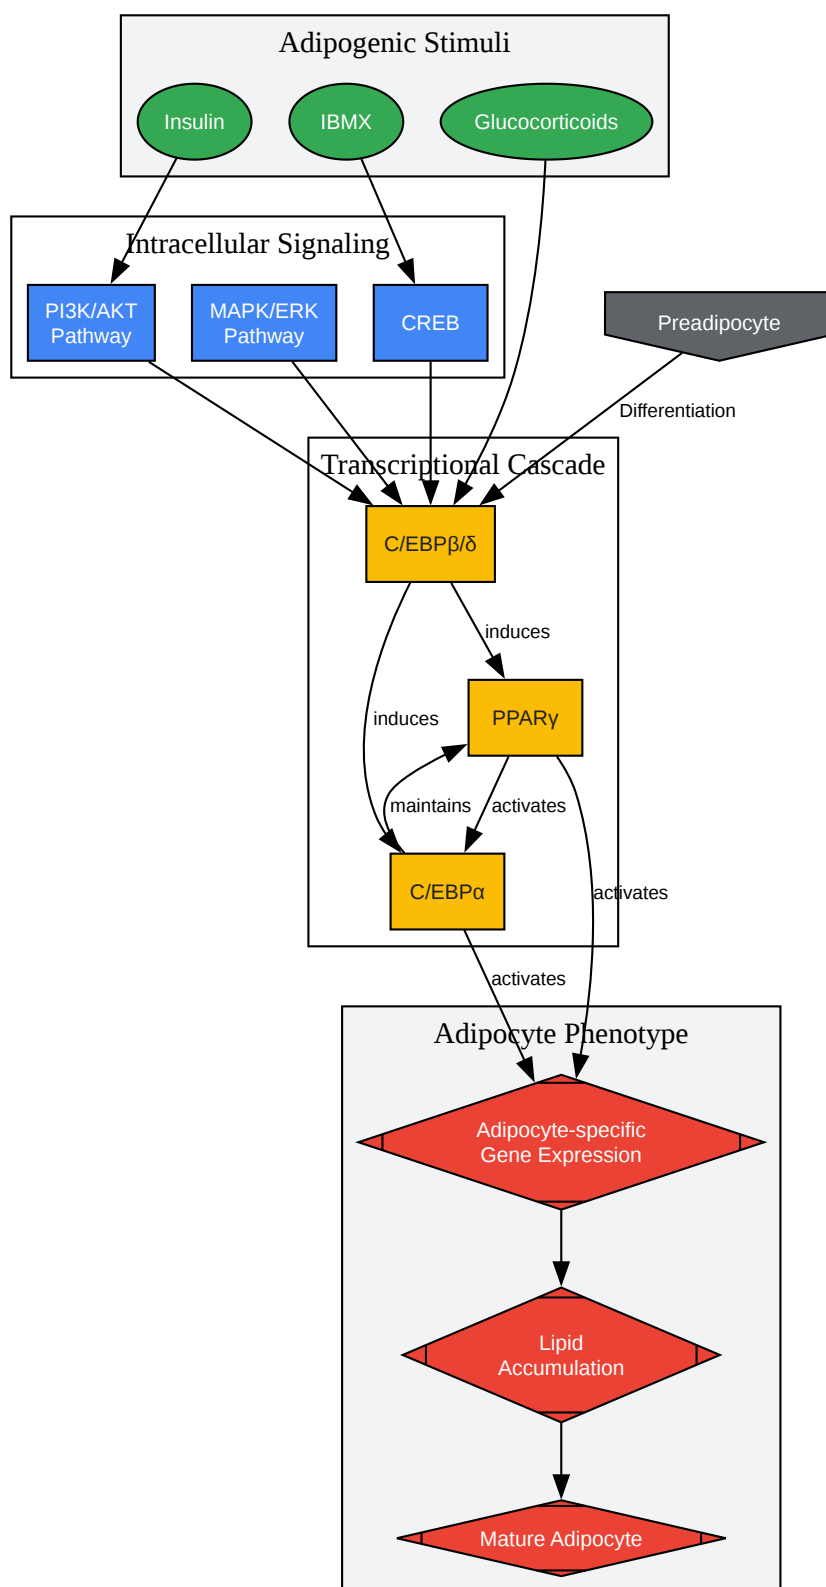 Adipogenic Stimuli
Insulin
IBMX
Glucocorticoids
Intracellular Signaling
PI3K/AKT
Pathway
MAPK/ERK
Pathway
CREB
Preadipocyte
Differentiation
Transcriptional Cascade
C/EBPβ/δ
induces
PPARγ
induces
maintains
activates
C/EBPα
activates
activates
Adipocyte Phenotype
Adipocyte-specific
Gene Expression
Lipid
Accumulation
Mature Adipocyte